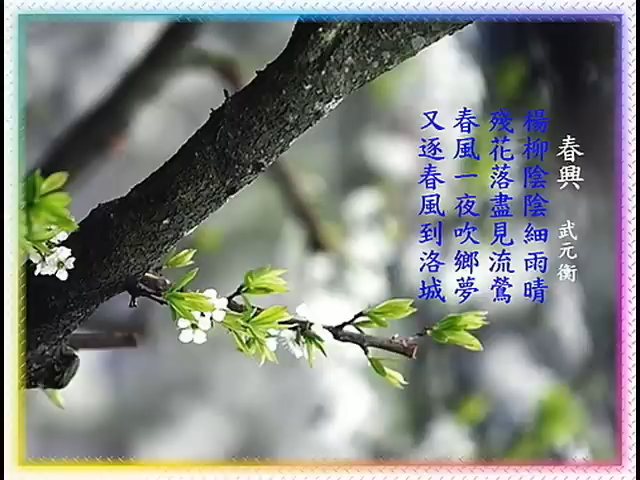 春興 武元衡
楊柳陰陰細雨晴
殘花落盡見流鶯
春風一夜吹鄉夢
又逐春風到洛城